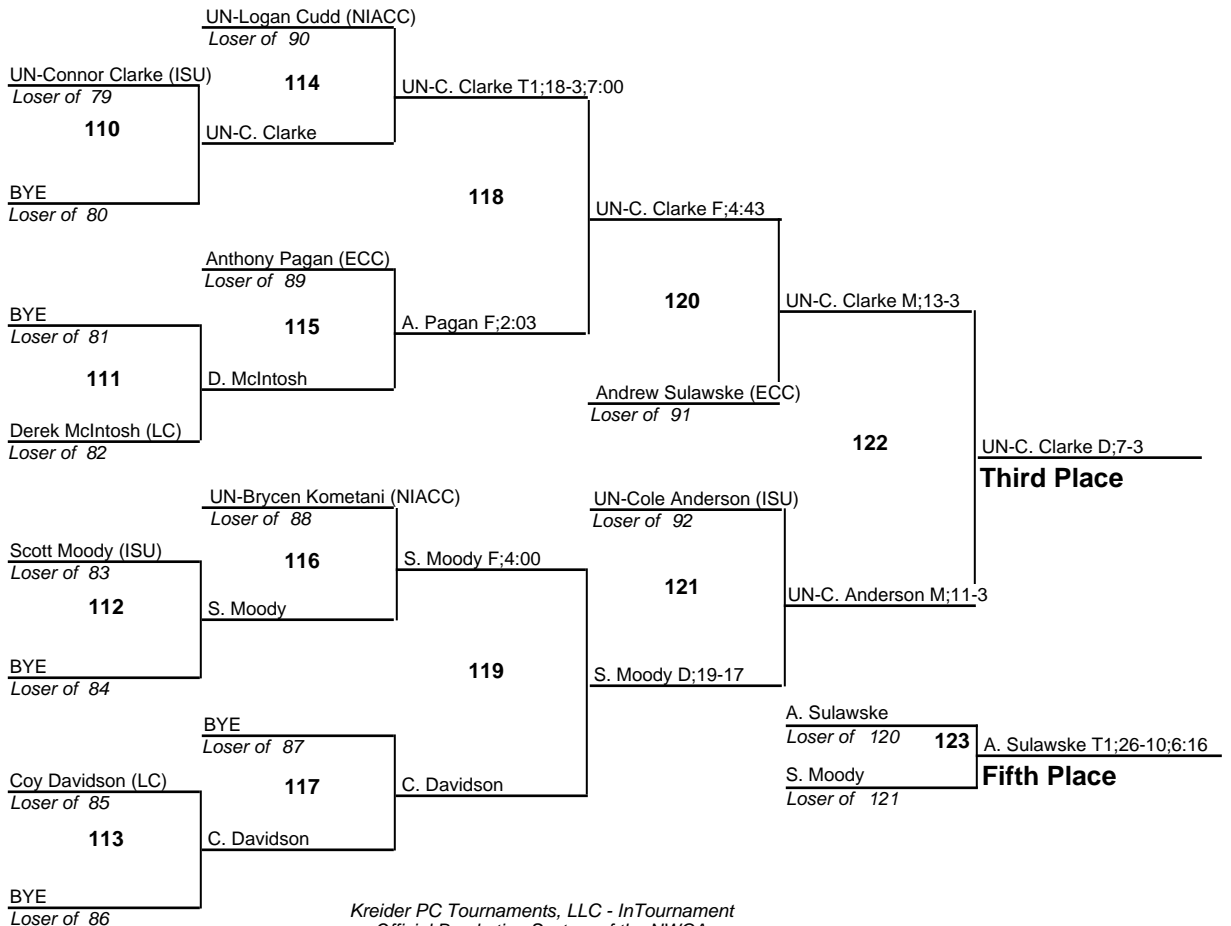 UN-Logan Cudd (NIACC)
Loser of 90
UN-Connor Clarke (ISU)
Loser of 79
114
UN-C. Clarke T1;18-3;7:00
110
UN-C. Clarke
BYE
Loser of 80
118
UN-C. Clarke F;4:43
Anthony Pagan (ECC)
Loser of 89
BYE
Loser of 81
115
A. Pagan F;2:03
120
UN-C. Clarke M;13-3
111
D. McIntosh
Andrew Sulawske (ECC)
Loser of 91
Derek McIntosh (LC)
Loser of 82
122
UN-C. Clarke D;7-3
Third Place
UN-Brycen Kometani (NIACC)
Loser of 88
UN-Cole Anderson (ISU)
Loser of 92
Scott Moody (ISU)
Loser of 83
116
S. Moody F;4:00
121
UN-C. Anderson M;11-3
112
S. Moody
BYE
Loser of 84
119
S. Moody D;19-17
BYE
Loser of 87
A. Sulawske
Loser of 120
123
A. Sulawske T1;26-10;6:16
Fifth Place
S. Moody
Loser of 121
Coy Davidson (LC)
Loser of 85
117
C. Davidson
113
C. Davidson
BYE
Loser of 86
Kreider PC Tournaments, LLC - InTournament